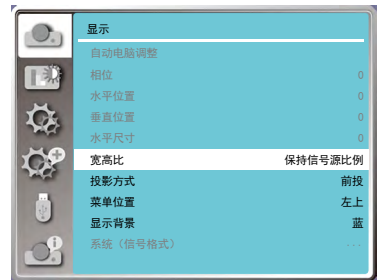 显示
自动电脑调整
相位 0
水平位置 0
垂直位置 0
水平尺寸 0
宽高比 保持信号源比例
投影方式 前投
菜单位置 左上
显示背景 蓝
系统（信号格式） ...